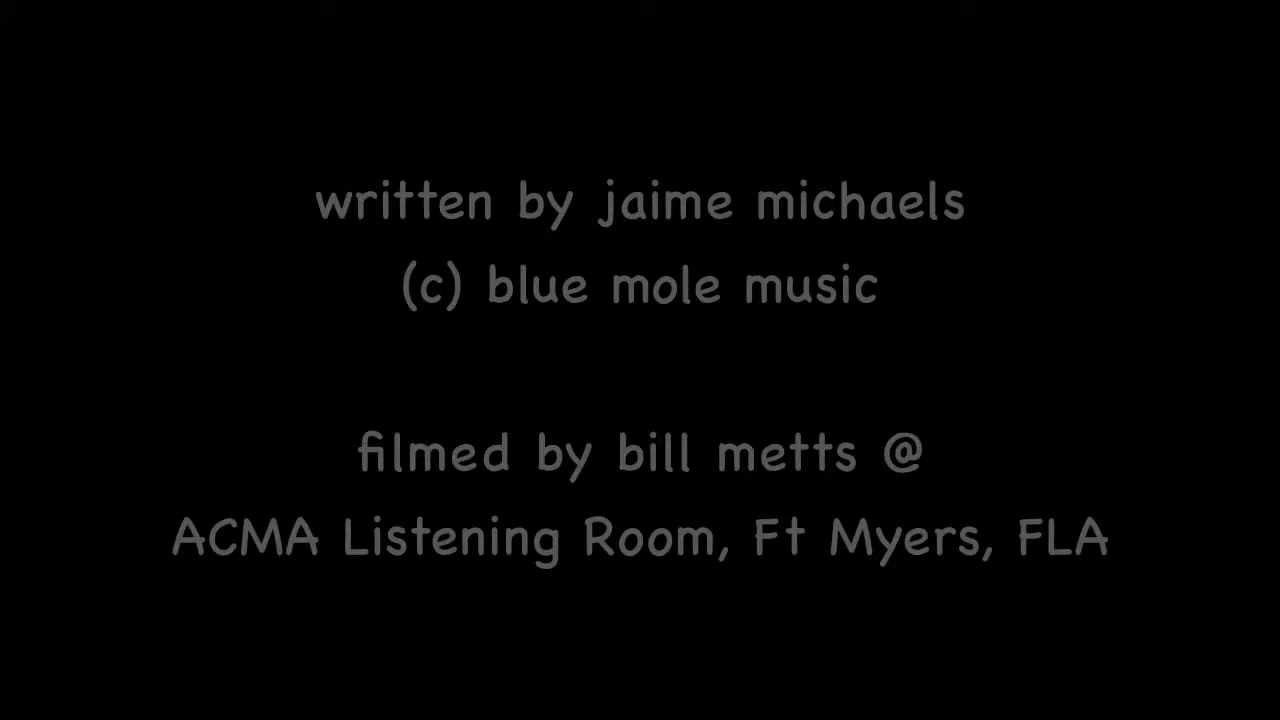 written by jaime michaels
(c) blue mole music
filmed by bill metts @
ACMA Listening Room, Ft Myers, FLA